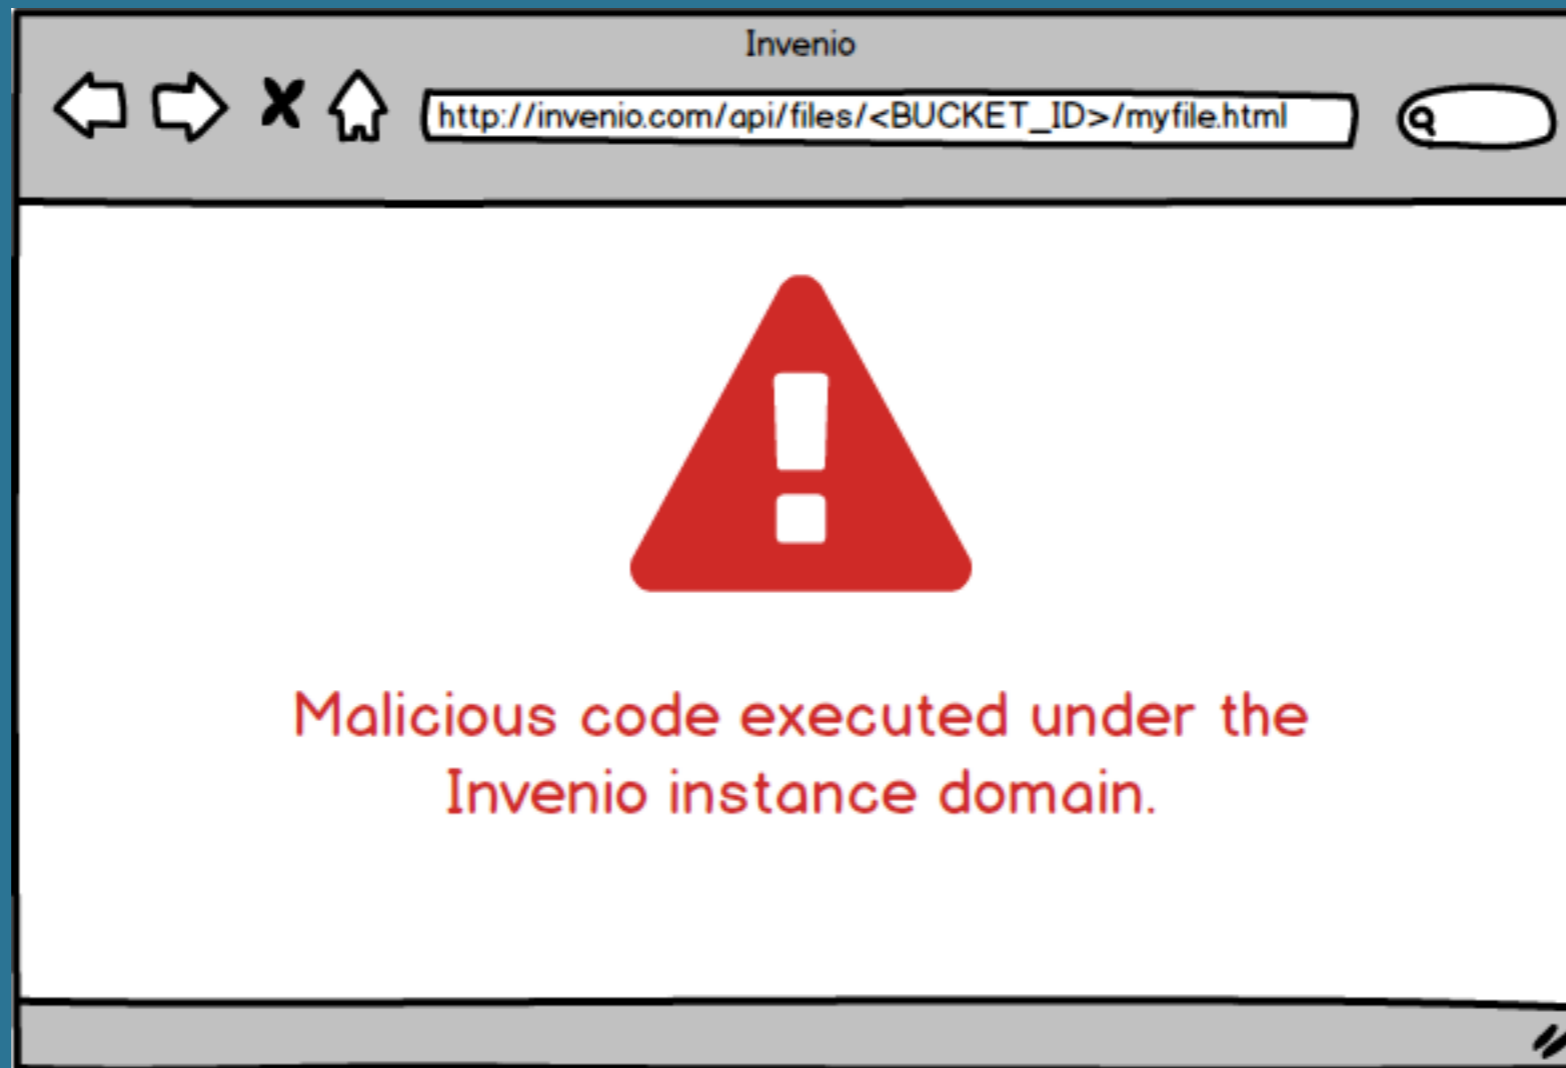 Invenio
http://invenio.com/api/files/<BUCKET_ID>/myfile.html
!
Malicious code executed under the
Invenio instance domain.